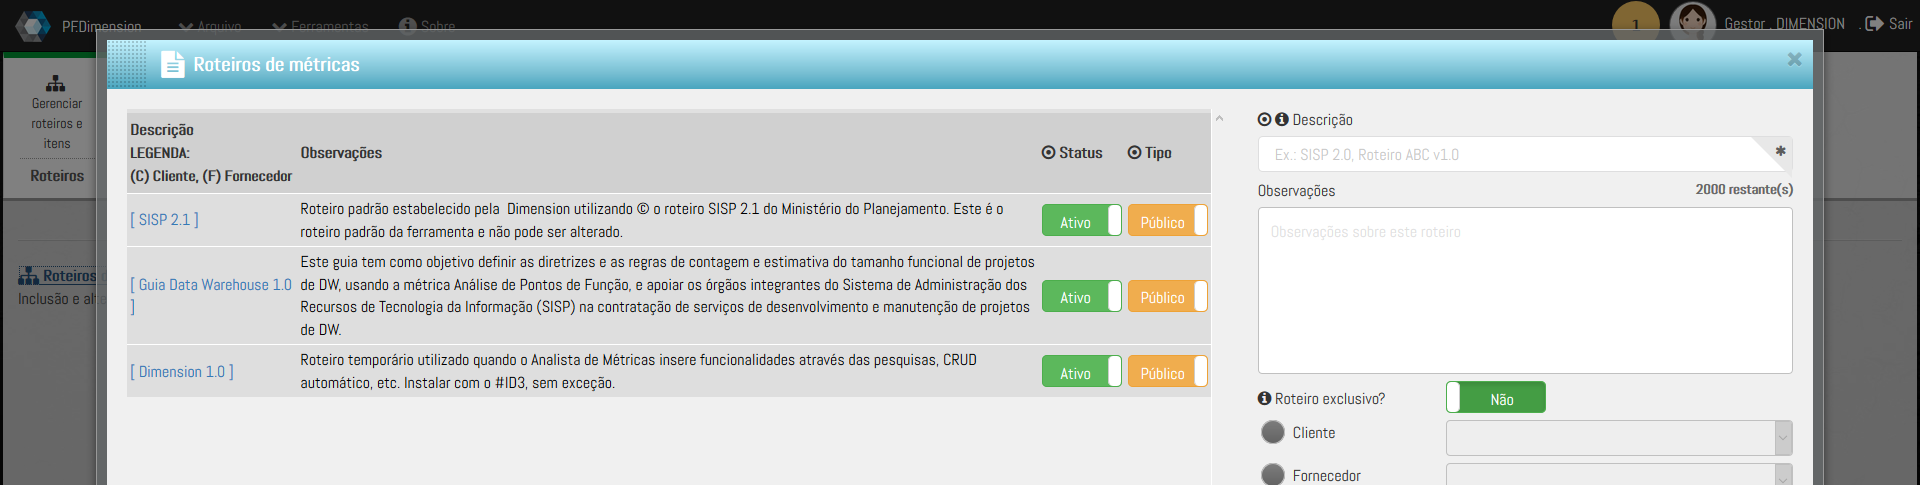 PF.Dimension
Arquivo
Ferramentas
Sobre
1
Gestor . DIMENSION
. Sair
Roteiros de métricas
Gerenciar
roteiros e
itens
Roteiros
Roteiros
Inclusão e
Descrição
LEGENDA:
(C) Cliente, (F) Fornecedor
Observações
Status
Tipo
[ SISP 2.1 ]
Roteiro padrão estabelecido pela Dimension utilizando © o roteiro SISP 2.1 do Ministério do Planejamento. Este é o
roteiro padrão da ferramenta e não pode ser alterado.
Ativo
Público
[ Guia Data Warehouse 1.0
]
Este guia tem como objetivo definir as diretrizes e as regras de contagem e estimativa do tamanho funcional de projetos
de DW, usando a métrica Análise de Pontos de Função, e apoiar os órgãos integrantes do Sistema de Administração dos
Recursos de Tecnologia da Informação (SISP) na contratação de serviços de desenvolvimento e manutenção de projetos
de DW.
Ativo
Público
[ Dimension 1.0 ]
Roteiro temporário utilizado quando o Analista de Métricas insere funcionalidades através das pesquisas, CRUD
automático, etc. Instalar com o #ID3, sem exceção.
Ativo
Público
Descrição
Ex.: SISP 2.0, Roteiro ABC v1.0
*
Observações
2000 restante(s)
Observações sobre este roteiro
Roteiro exclusivo?
Não
Cliente
Fornecedor